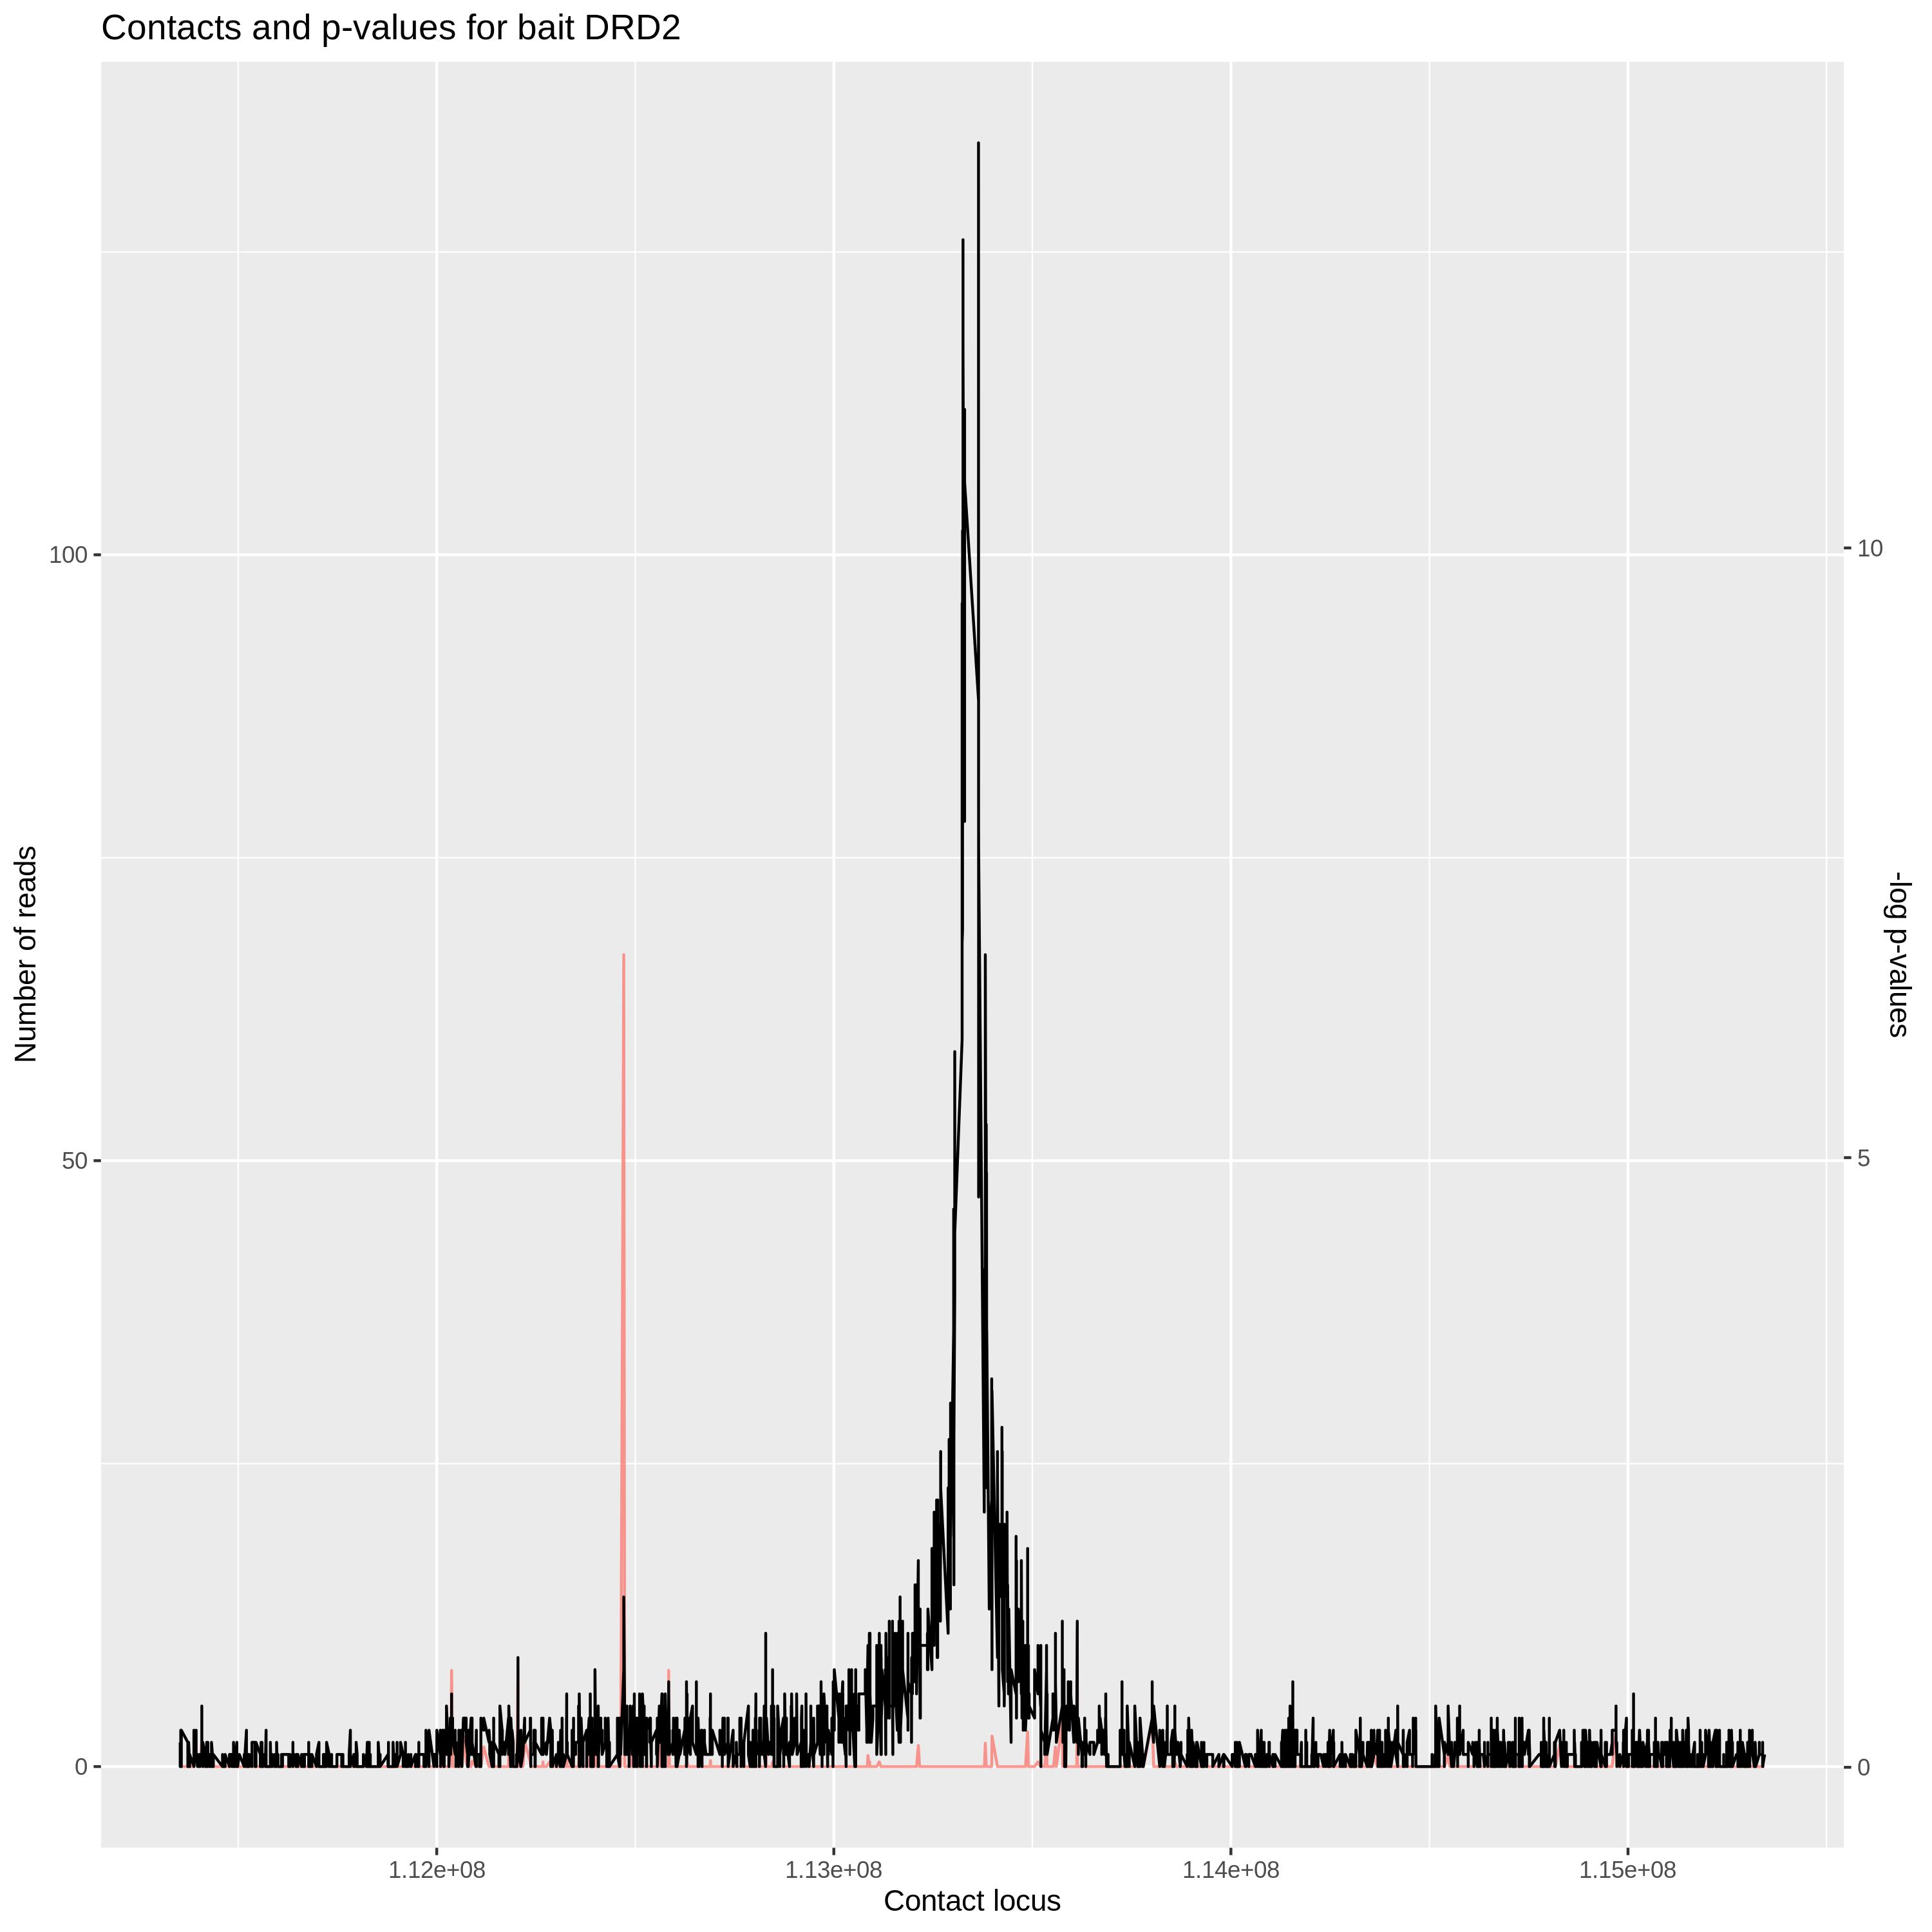 Contacts and p-values for bait DRD2
Number of reads
100
50
0
10
5
0
-log p-values
1.12e+08
1.13e+08
1.14e+08
1.15e+08
Contact locus